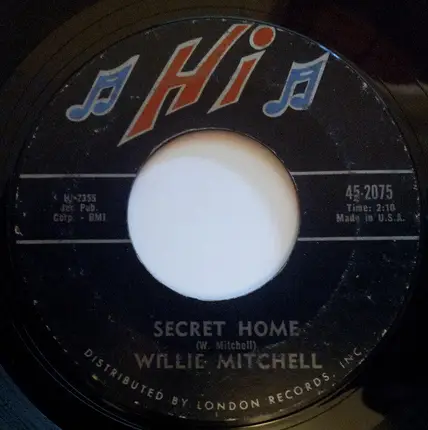 Hi
Jec Pub.
Corp. - BMI
45-2075
Time: 2:10
Made in U.S.A.
SECRET HOME
(W. Mitchell)
WILLIE MITCHELL
DISTRIBUTED BY LONDON RECORDS, INC.